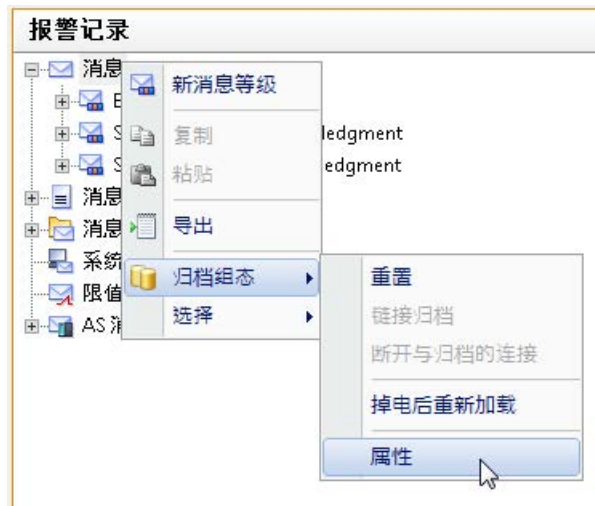 报警记录
消息
新消息等级
E
S
复制
ledgment
S
粘贴
edgment
消息
导出
消息
系统
归档组态
重置
限值
选择
链接归档
AS 消
断开与归档的连接
掉电后重新加载
属性